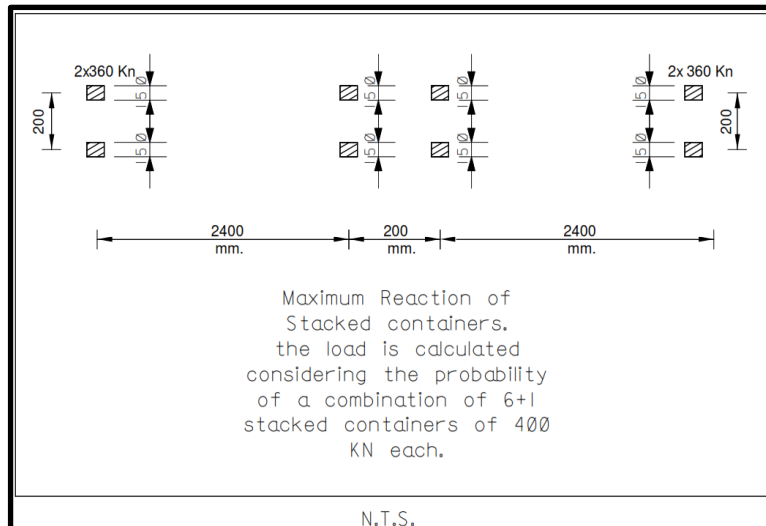 2x360 Kn 2x 360 Kn
150 150 150 150
200 200
150 150 150 150
2400 200 2400
mm. mm. mm.
Maximum Reaction of
Stacked containers.
the load is calculated
considering the probability
of a combination of 6+1
stacked containers of 400
KN each.
N.T.S.